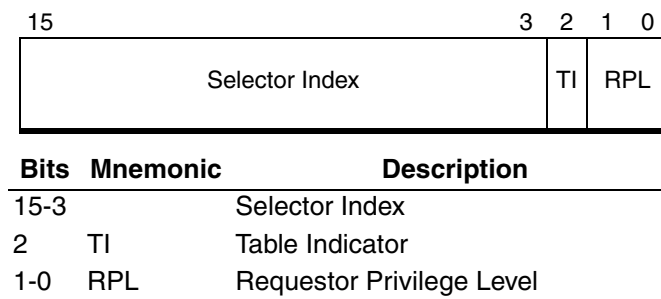 15 3 2 1 0
Selector Index TI RPL
Bits Mnemonic Description
15-3 Selector Index
2 TI Table Indicator
1-0 RPL Requestor Privilege Level